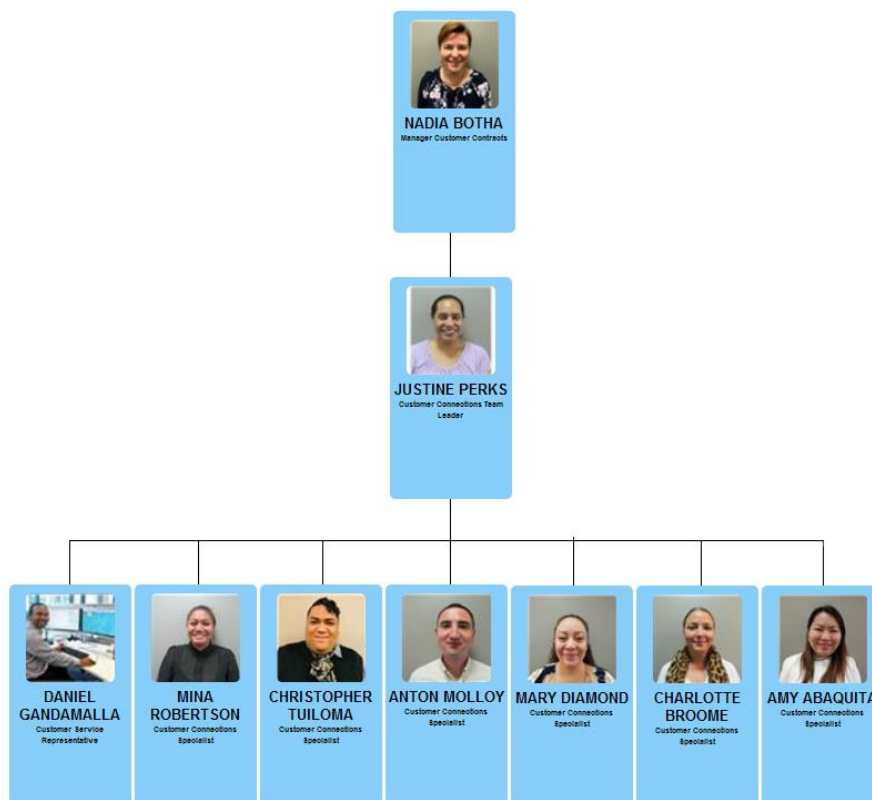 NADIA BOTHA
Manager Customer Contracts
JUSTINE PERKS
Customer Connections Team
Leader
DANIEL
GANDAMALLA
Customer Service
Representative
MINA
ROBERTSON
Customer Connections
Specialist
CHRISTOPHER
TUILOMA
Customer Connections
Specialist
ANTON MOLLOY
Customer Connections
Specialist
MARY DIAMOND
Customer Connections
Specialist
CHARLOTTE
BROOME
Customer Connections
Specialist
AMY ABAQUITA
Customer Connections
Specialist